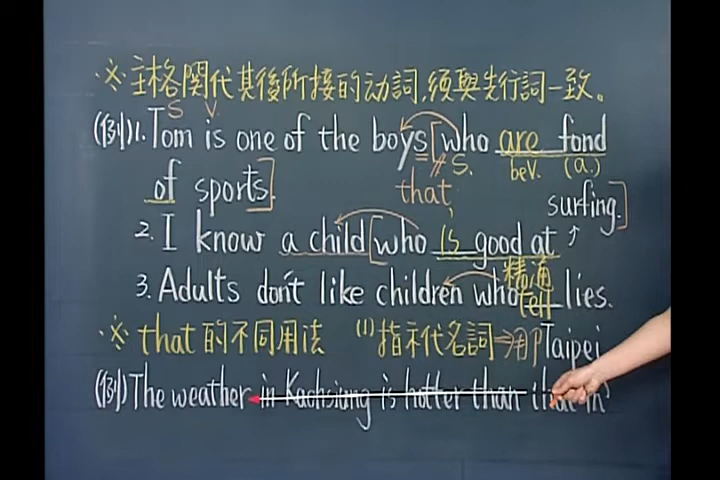 ※主格関代其後所接的动詞,須與先行詞一致。
S V.
(例)1. Tom is one of the boys [who are fond
S. beV. (a.)
of sports]. that
surfing.]
2. I know a child [who is good at
精通
3. Adults don't like children who tell lies.
※ that 的不同用法 (1) 指示代名詞⇒
Taipei
(例) The weather in Kaohsiung is hotter than that in